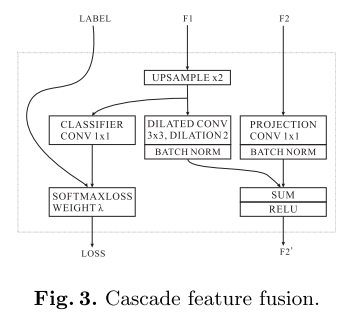 LABEL F1 F2
UPSAMPLE x2
CLASSIFIER
CONV 1x1
DILATED CONV
3x3, DILATION 2
BATCH NORM
PROJECTION
CONV 1x1
BATCH NORM
SOFTMAXLOSS
WEIGHT λ
SUM
RELU
LOSS F2'
Fig. 3. Cascade feature fusion.